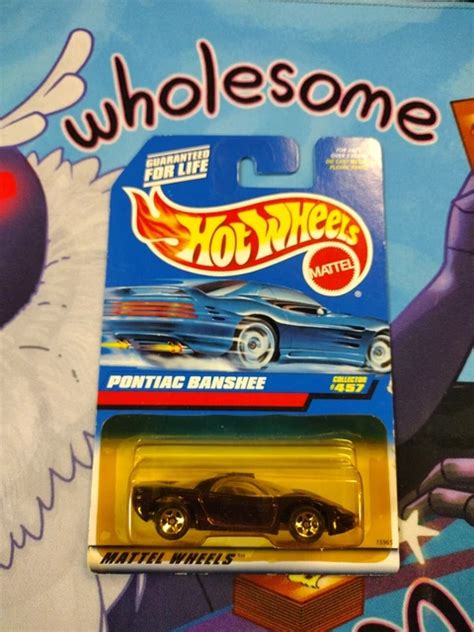 wholesome
GUARANTEED
FOR LIFE
HOT WHEELS
MATTEL
PONTIAC BANSHEE
COLLECTOR
#457
MATTEL WHEELS